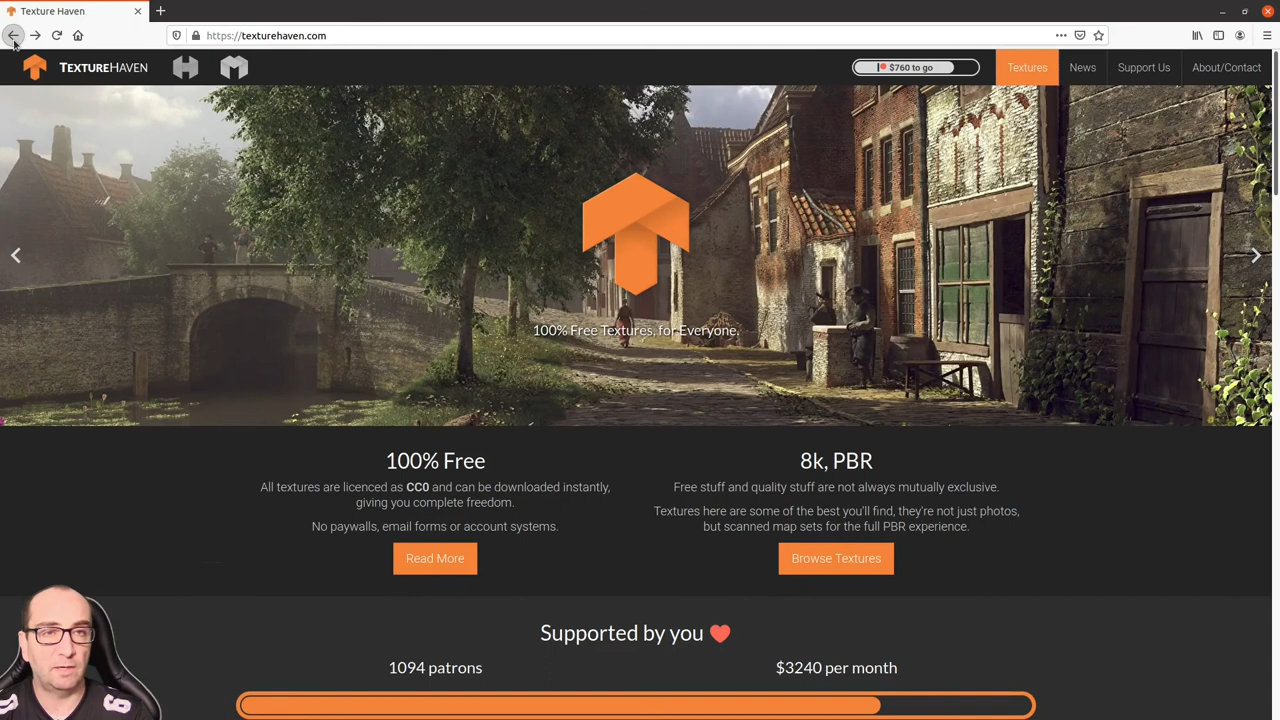 Texture Haven
https://texturehaven.com
TEXTUREHAVEN
$760 to go
Textures
News
Support Us
About/Contact
100% Free Textures, for Everyone.
100% Free
All textures are licenced as CC0 and can be downloaded instantly,
giving you complete freedom.
No paywalls, email forms or account systems.
Read More
8k, PBR
Free stuff and quality stuff are not always mutually exclusive.
Textures here are some of the best you'll find, they're not just photos,
but scanned map sets for the full PBR experience.
Browse Textures
Supported by you
1094 patrons
$3240 per month